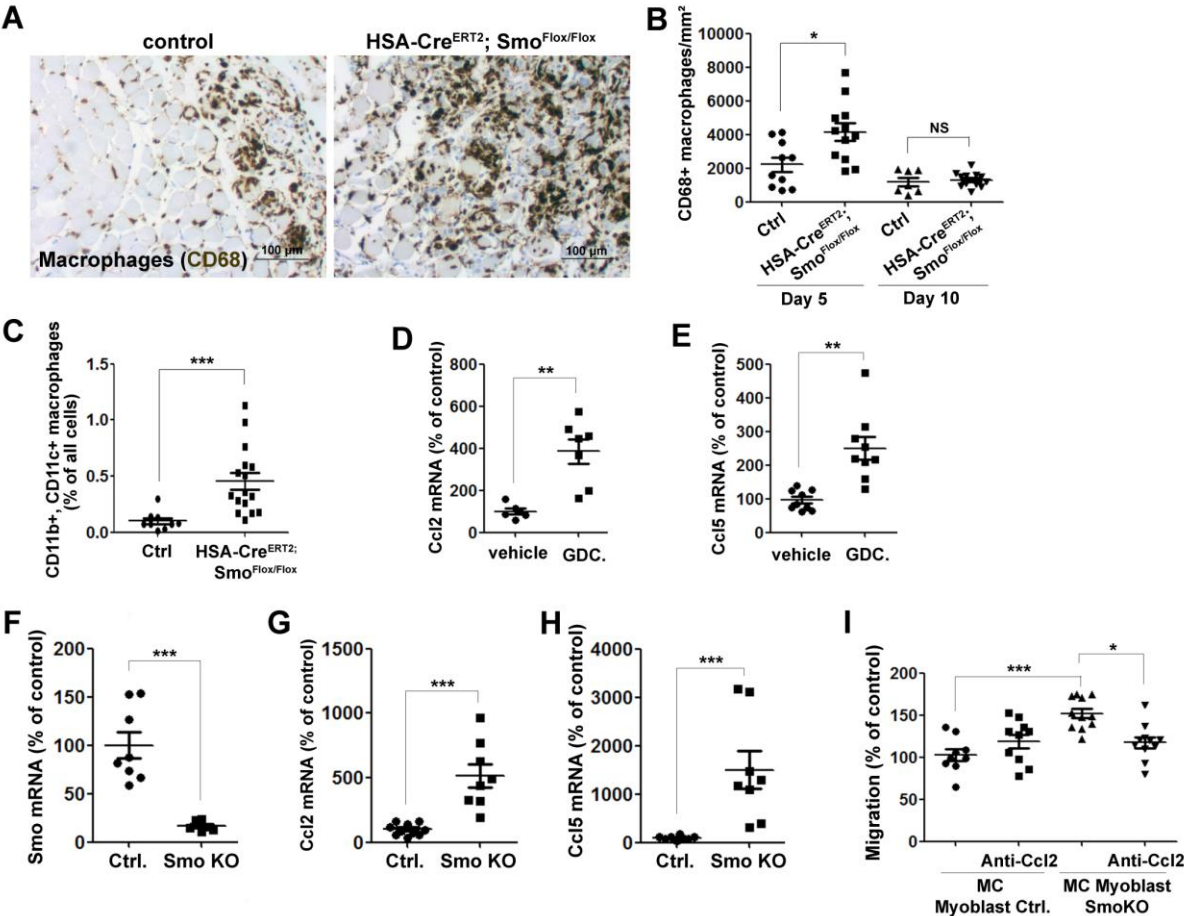 A
control
HSA-CreERT2; SmoFlox/Flox
Macrophages (CD68)
100 µm
100 µm
B
CD68+ macrophages/mm²
10000
8000
6000
4000
2000
0
*
NS
Ctrl
HSA-CreERT2;
SmoFlox/Flox
Ctrl
HSA-CreERT2;
SmoFlox/Flox
Day 5
Day 10
C
CD11b+, CD11c+ macrophages
(% of all cells)
1.5
1.0
0.5
0.0
***
Ctrl
HSA-CreERT2;
SmoFlox/Flox
D
Ccl2 mRNA (% of control)
800
600
400
200
0
**
vehicle
GDC.
E
Ccl5 mRNA (% of control)
500
400
300
200
100
0
**
vehicle
GDC.
F
Smo mRNA (% of control)
200
150
100
50
0
***
Ctrl.
Smo KO
G
Ccl2 mRNA (% of control)
1500
1000
500
0
***
Ctrl.
Smo KO
H
Ccl5 mRNA (% of control)
4000
3000
2000
1000
0
***
Ctrl.
Smo KO
I
Migration (% of control)
200
150
100
50
0
***
*
Anti-Ccl2
Anti-Ccl2
MC
Myoblast Ctrl.
MC Myoblast
SmoKO